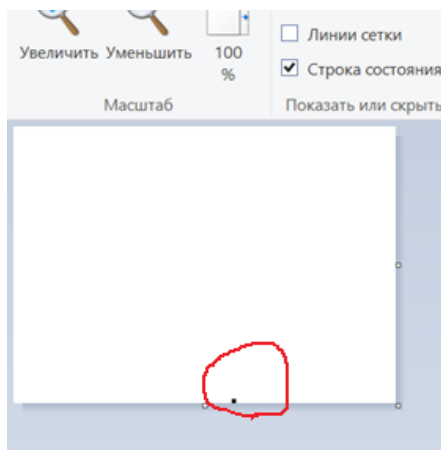 Увеличить Уменьшить 100
%
Масштаб
Линии сетки
Строка состояния
Показать или скрыть